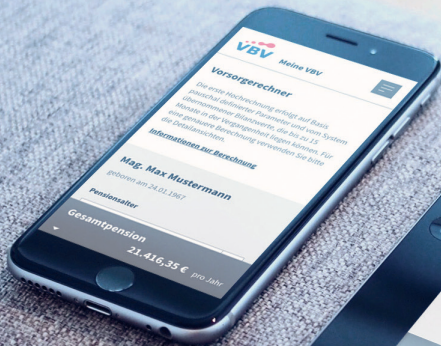 VBV Meine VBV
Vorsorgerechner
Die erste Hochrechnung erfolgt auf Basis
pauschal definierter Parameter und vom System
übernommener Bilanzwerte, die bis zu 15
Monate in der Vergangenheit liegen können. Für
eine genauere Berechnung verwenden Sie bitte
die Detailansichten.
Informationen zur Berechnung
Mag. Max Mustermann
geboren am 24.01.1967
Pensionsalter
Gesamtpension
21.416,35 € pro Jahr